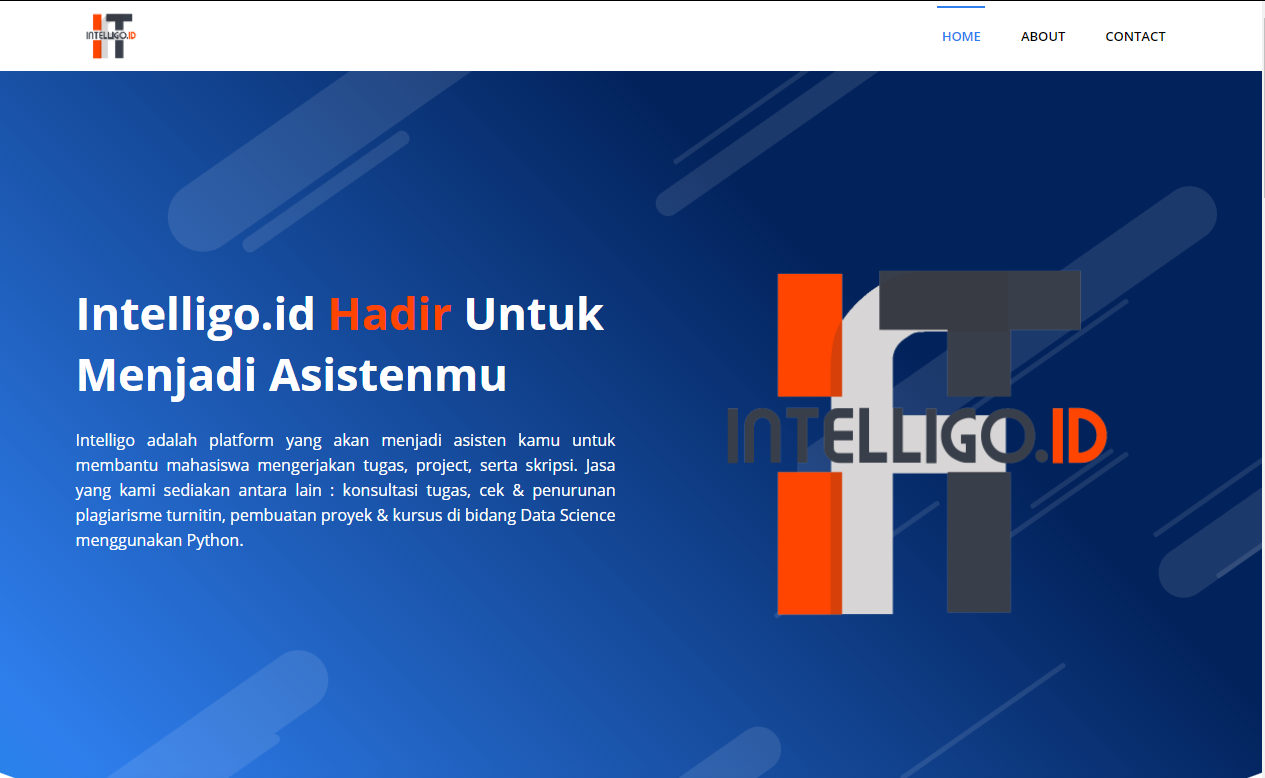 INTELLIGO.ID
HOME ABOUT CONTACT
Intelligo.id Hadir Untuk
Menjadi Asistenmu
Intelligo adalah platform yang akan menjadi asisten kamu untuk
membantu mahasiswa mengerjakan tugas, project, serta skripsi. Jasa
yang kami sediakan antara lain : konsultasi tugas, cek & penurunan
plagiarisme turnitin, pembuatan proyek & kursus di bidang Data Science
menggunakan Python.
INTELLIGO.ID